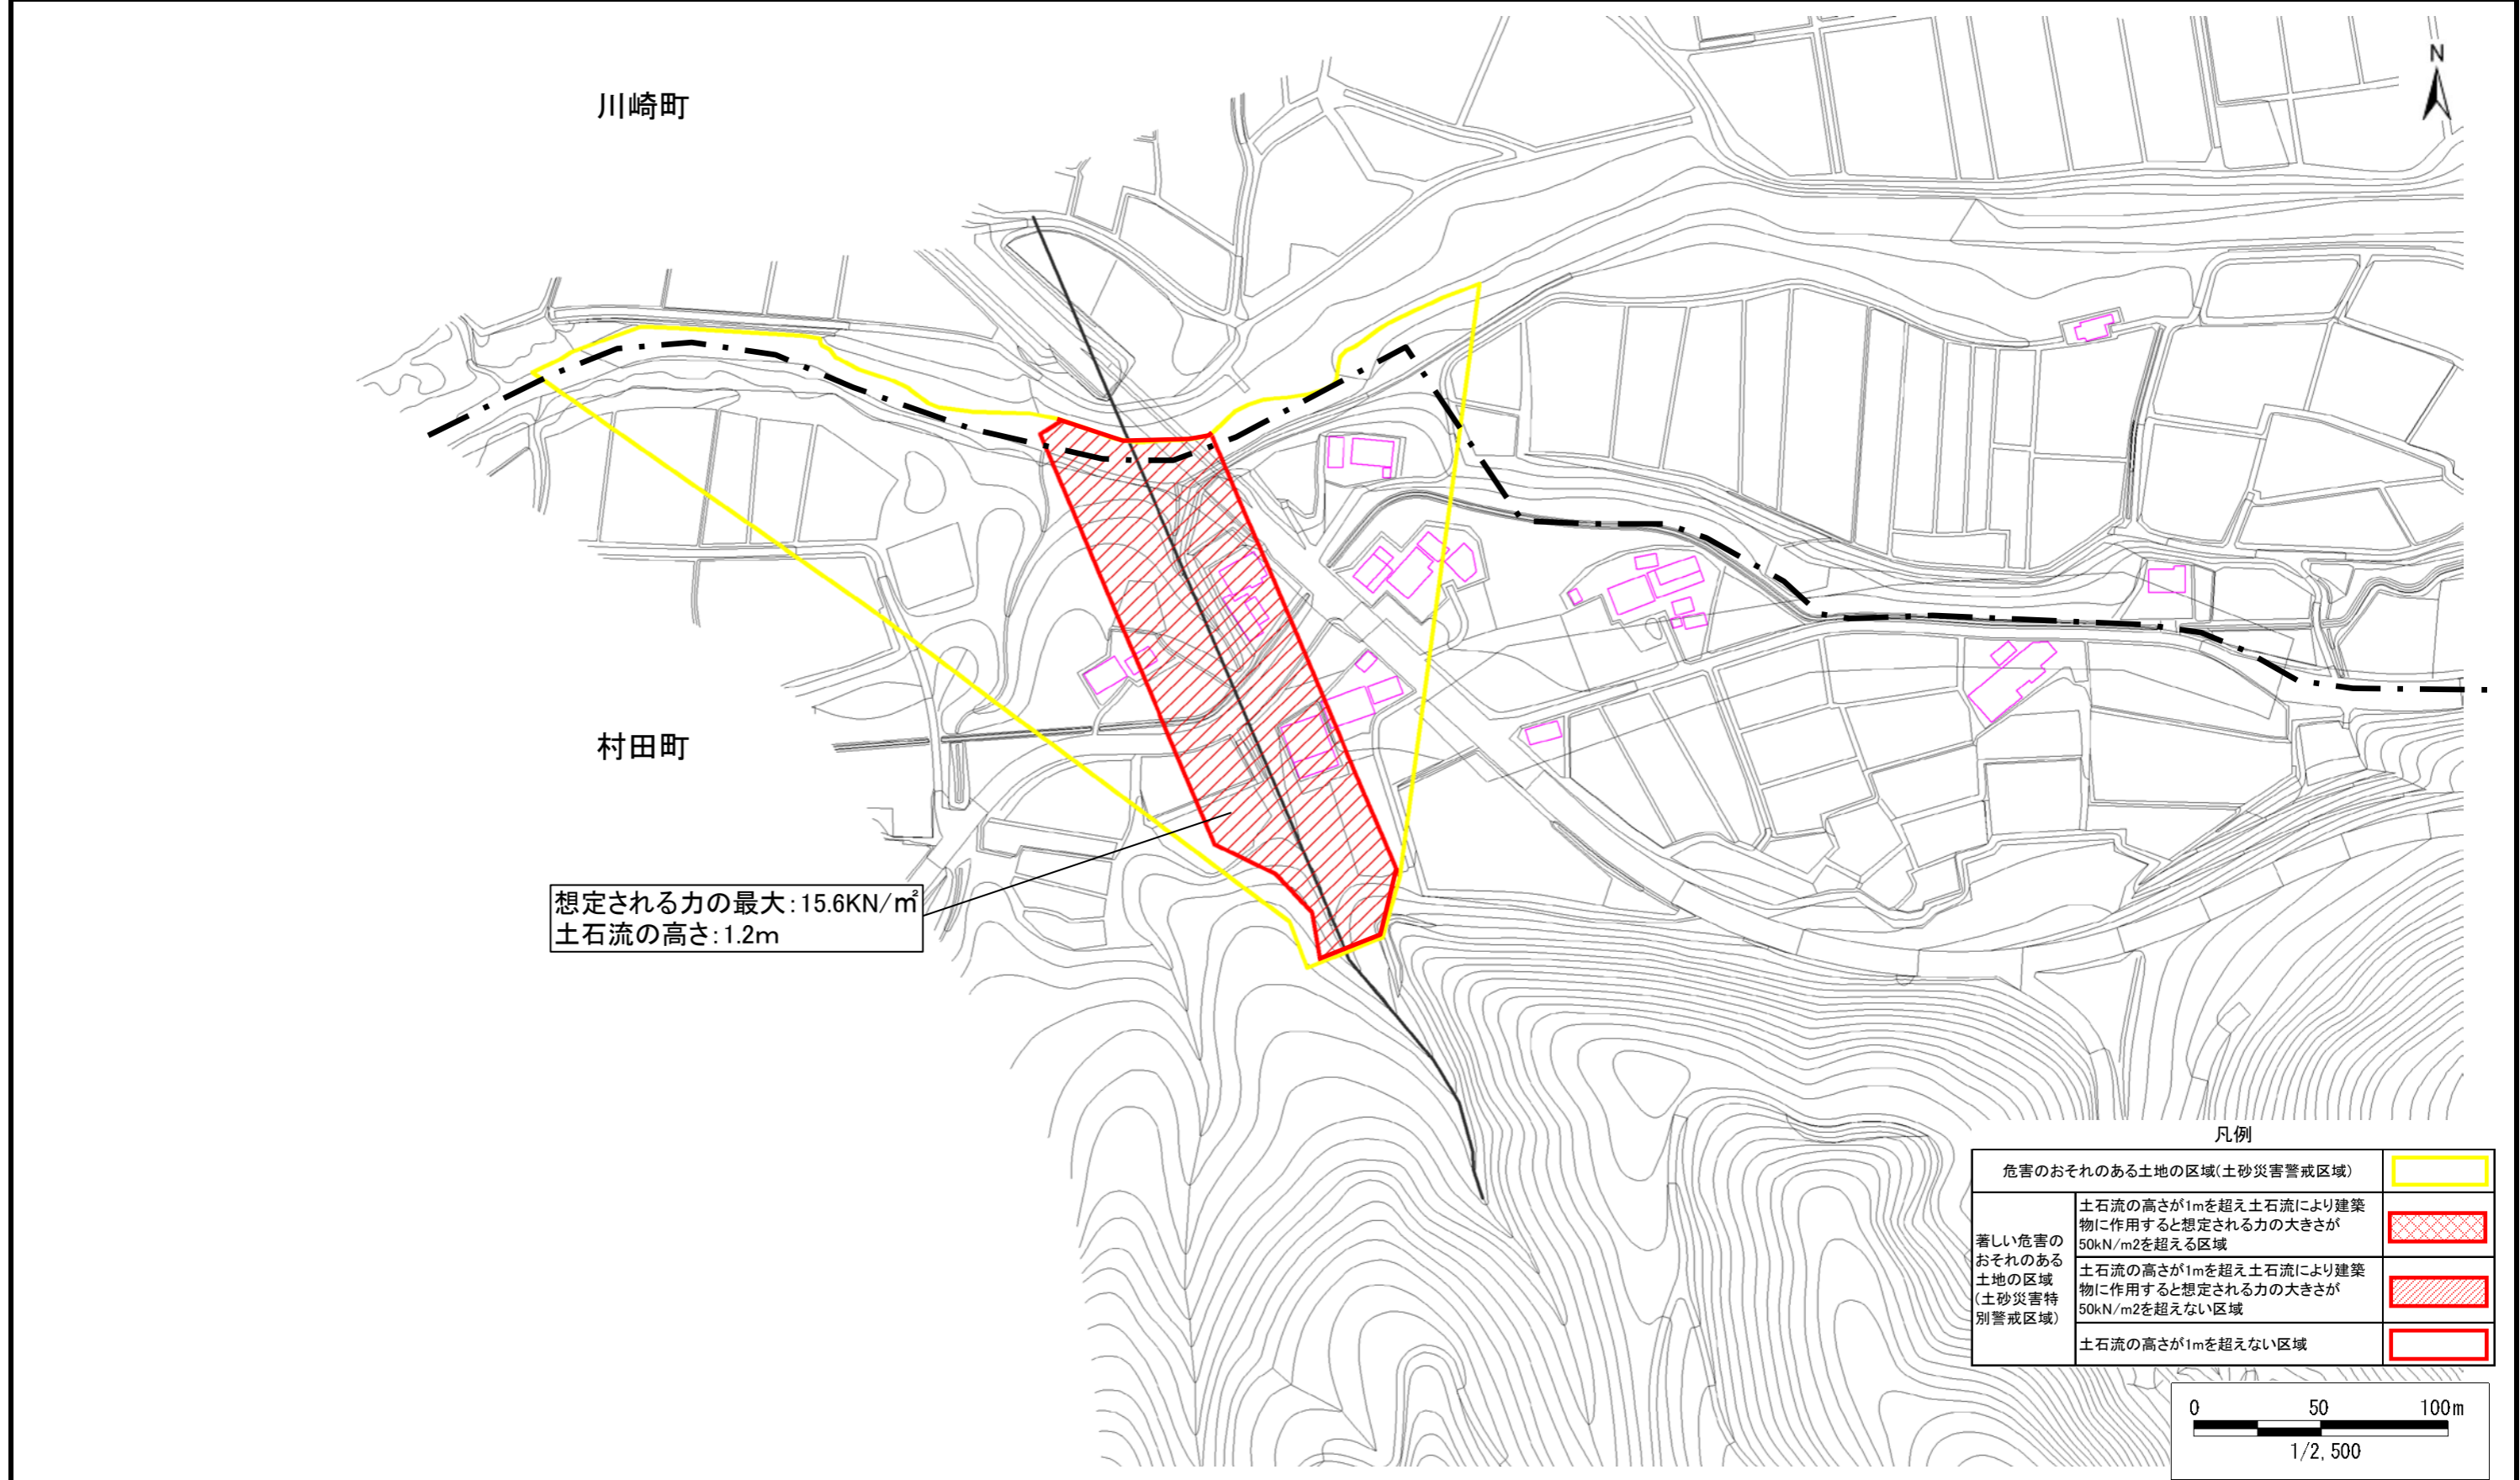 川崎町
N
村田町
想定される力の最大:15.6KN/㎡
土石流の高さ:1.2m
凡例
危害のおそれのある土地の区域(土砂災害警戒区域)
著しい危害の
おそれのある
土地の区域
(土砂災害特
別警戒区域)
土石流の高さが1mを超え土石流により建築
物に作用すると想定される力の大きさが
50kN/m2を超える区域
土石流の高さが1mを超え土石流により建築
物に作用すると想定される力の大きさが
50kN/m2を超えない区域
土石流の高さが1mを超えない区域
0 50 100m
1/2,500